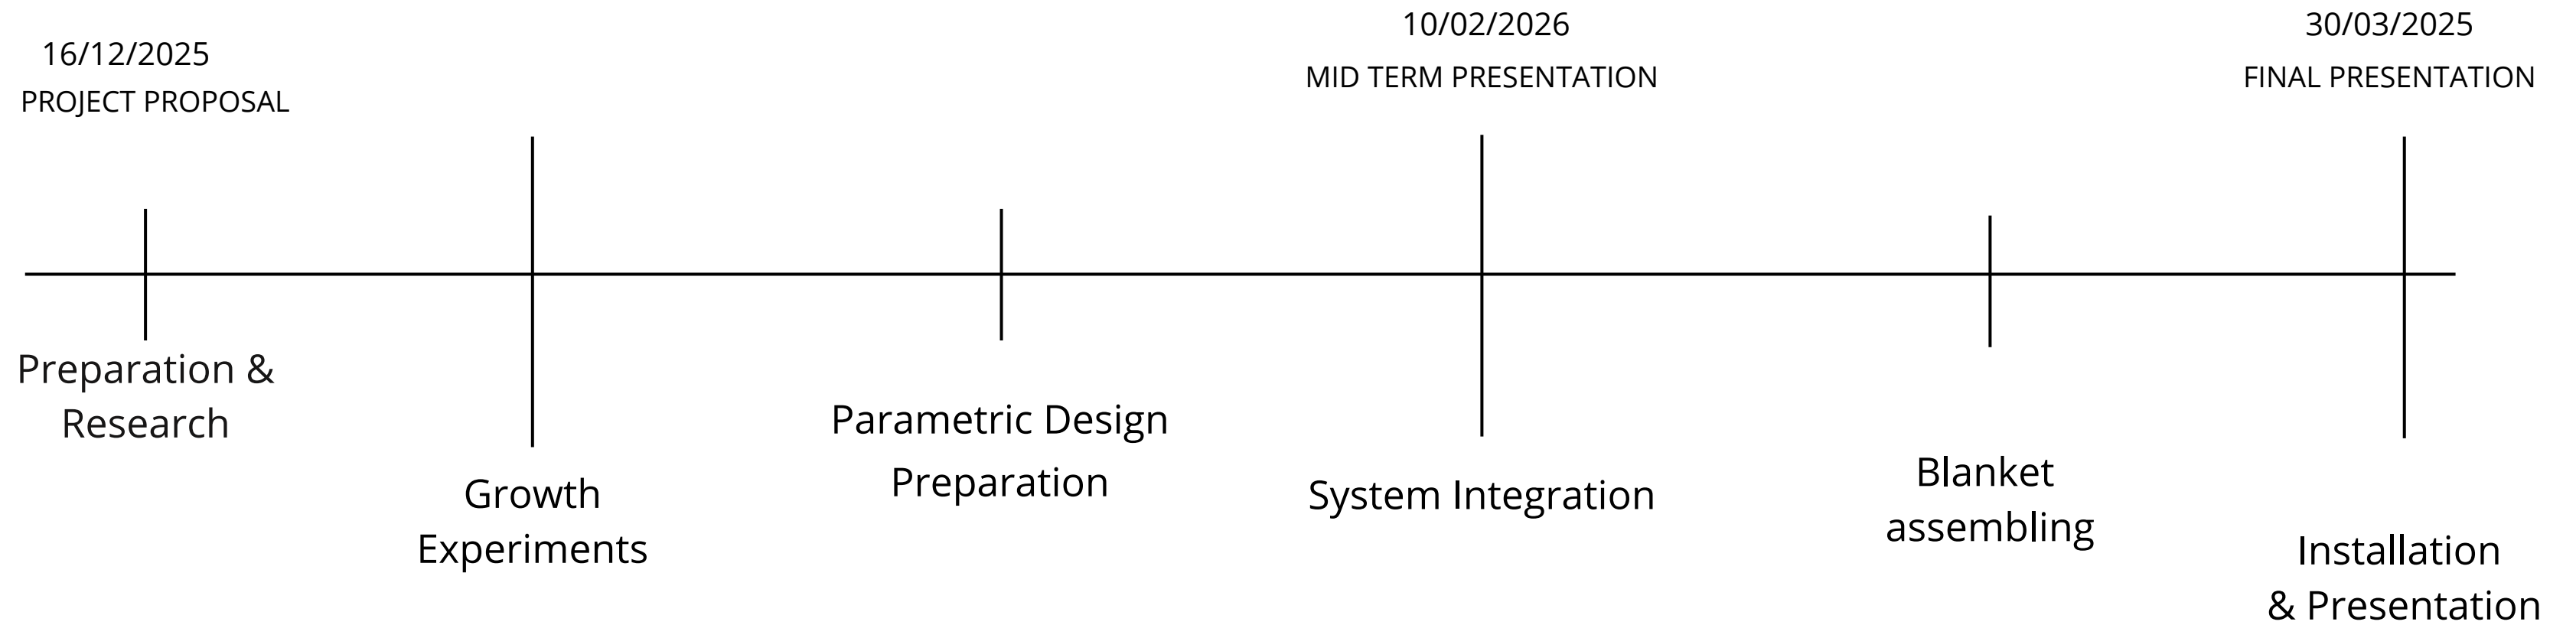 16/12/2025
PROJECT PROPOSAL
10/02/2026
MID TERM PRESENTATION
30/03/2025
FINAL PRESENTATION
Preparation &
Research
Growth
Experiments
Parametric Design
Preparation
System Integration
Blanket
assembling
Installation
& Presentation